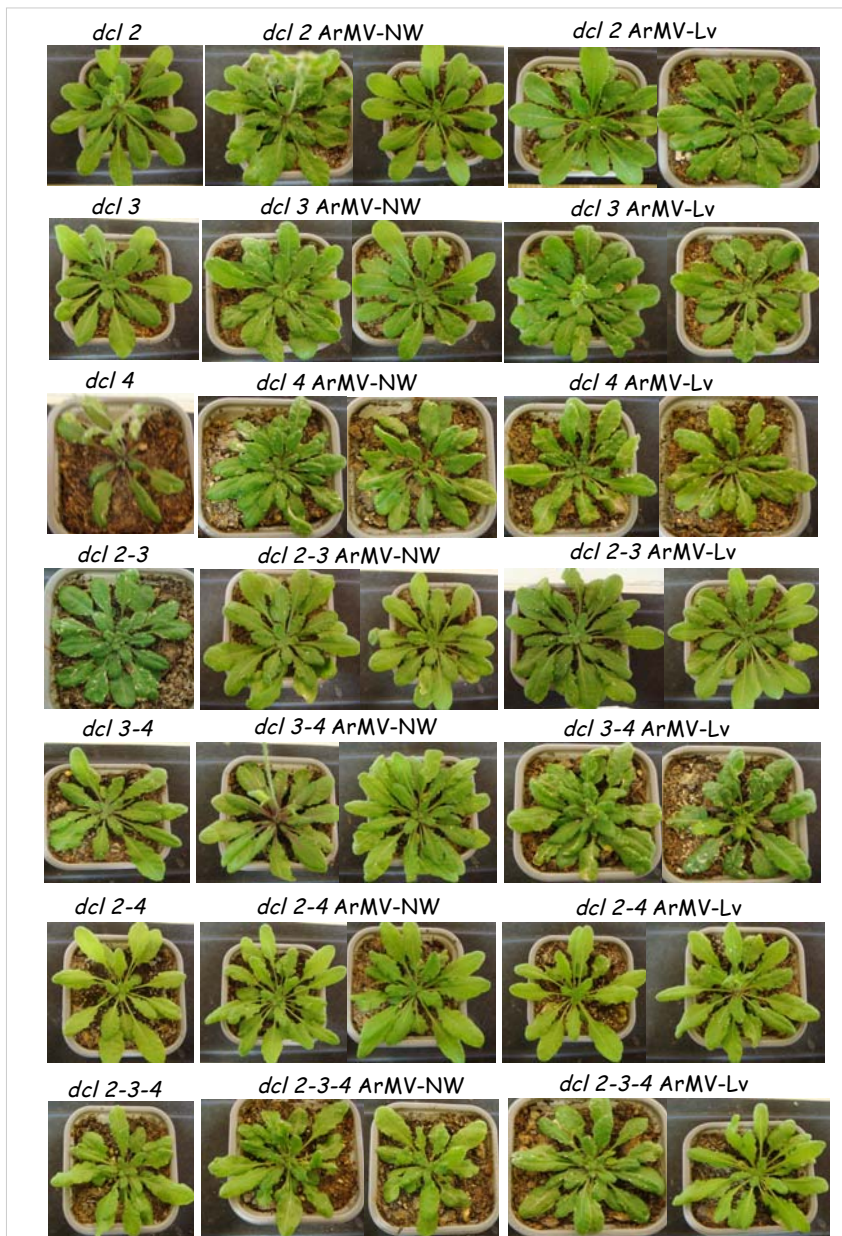 dcl 2 dcl 2 ArMV-NW dcl 2 ArMV-Lv
dcl 3 dcl 3 ArMV-NW dcl 3 ArMV-Lv
dcl 4 dcl 4 ArMV-NW dcl 4 ArMV-Lv
dcl 2-3 dcl 2-3 ArMV-NW dcl 2-3 ArMV-Lv
dcl 3-4 dcl 3-4 ArMV-NW dcl 3-4 ArMV-Lv
dcl 2-4 dcl 2-4 ArMV-NW dcl 2-4 ArMV-Lv
dcl 2-3-4 dcl 2-3-4 ArMV-NW dcl 2-3-4 ArMV-Lv